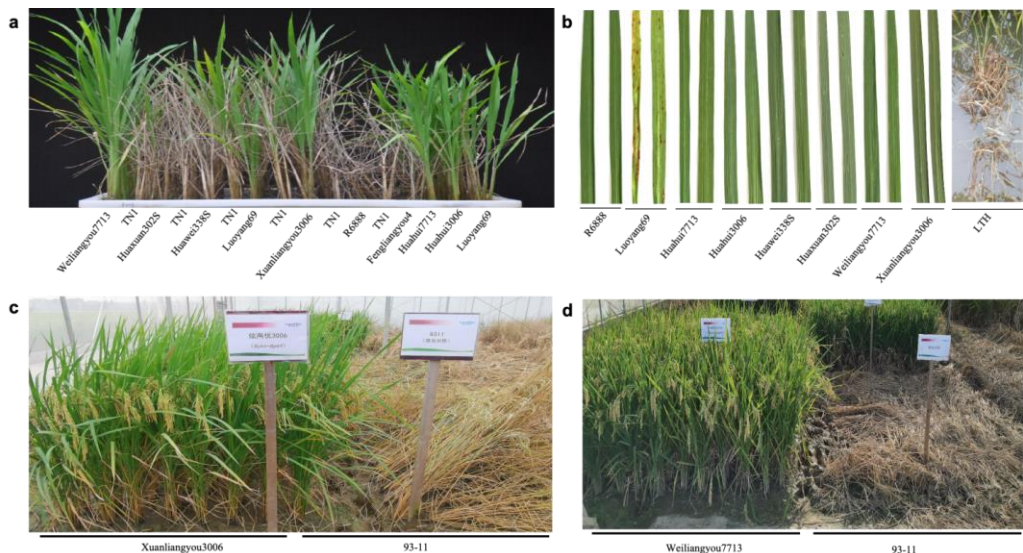 a
Weiliangyou7713
TN1
Huaxuan302S
TN1
Huawei338S
TN1
Luoyang69
TN1
Xuanliangyou3006
TN1
R6888
TN1
Fengliangyou4
Huahui7713
Huahui3006
Luoyang69
b
R6888
Luoyang69
Huahui7713
Huahui3006
Huawei338S
Huaxuan302S
Weiliangyou7713
Xuanliangyou3006
LTH
c
3006
Xuanliangyou3006
93-11
d
Weiliangyou7713
93-11